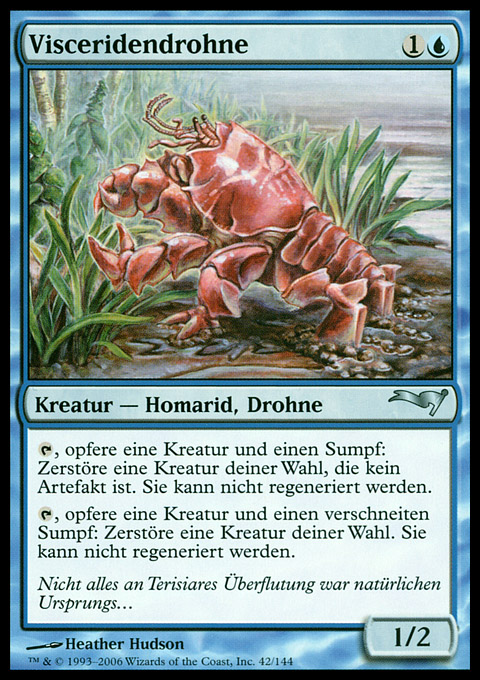 Visceridendrohne 1
Kreatur — Homarid, Drohne
, opfere eine Kreatur und einen Sumpf:
Zerstöre eine Kreatur deiner Wahl, die kein
Artefakt ist. Sie kann nicht regeneriert werden.
, opfere eine Kreatur und einen verschneiten
Sumpf: Zerstöre eine Kreatur deiner Wahl. Sie
kann nicht regeneriert werden.
Nicht alles an Terisiares Überflutung war natürlichen
Ursprungs…
1/2
Heather Hudson
™ & © 1993–2006 Wizards of the Coast, Inc. 42/144